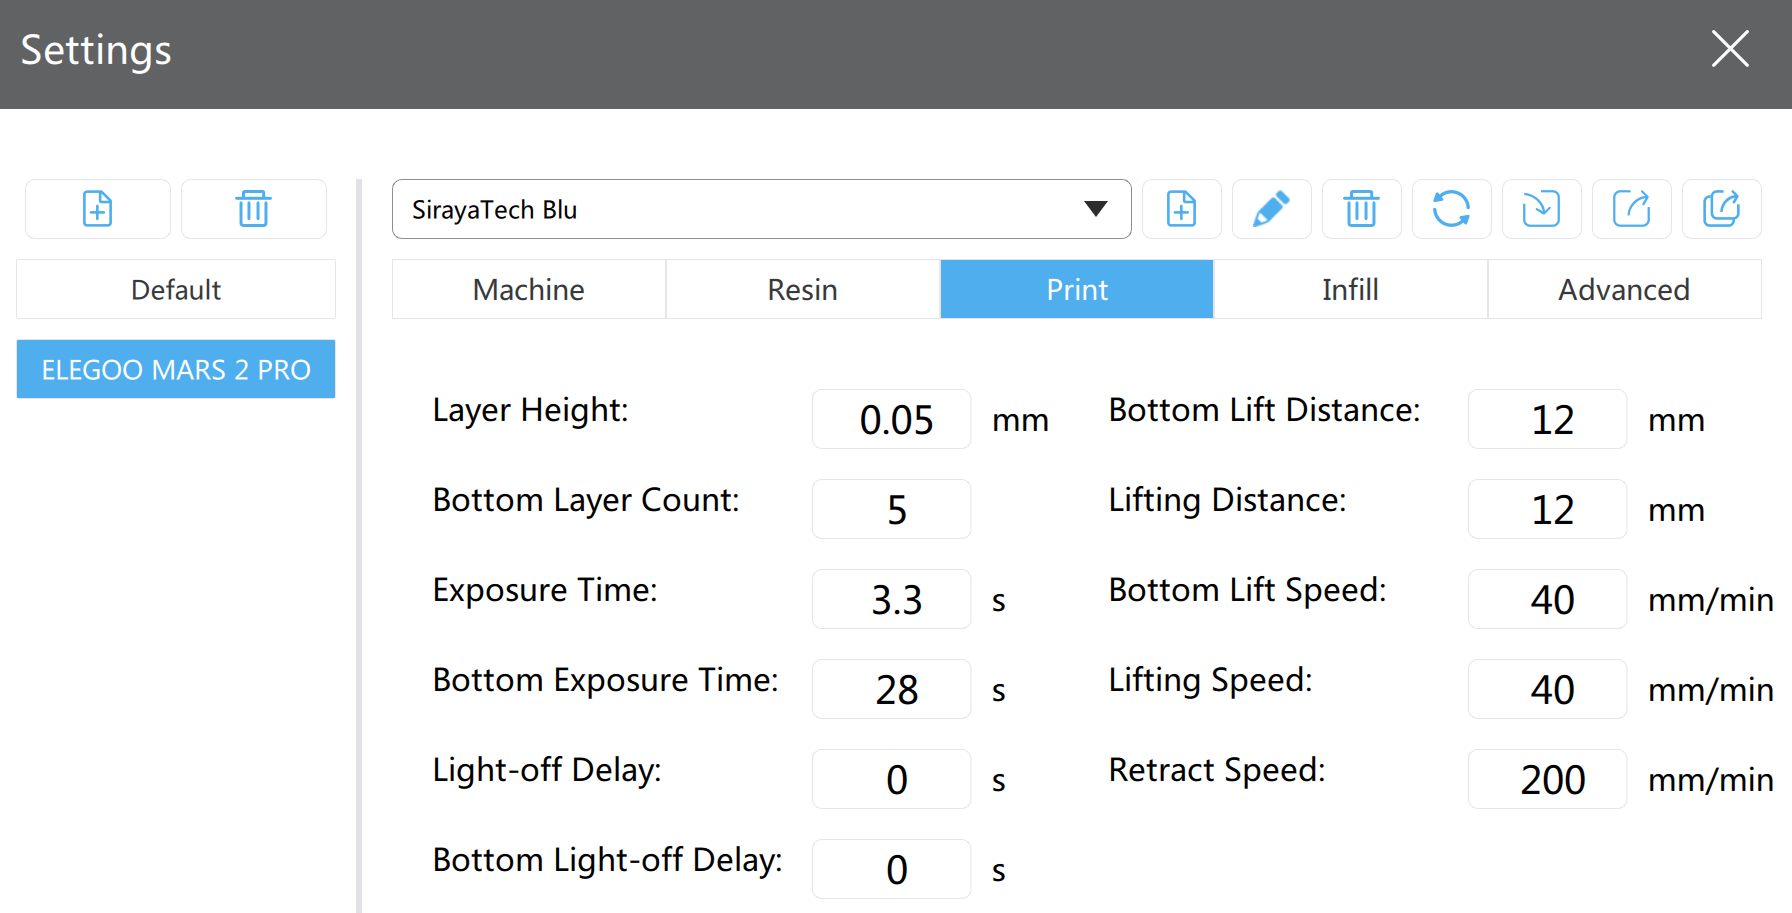 Settings
SirayaTech Blu
Default
Machine Resin Print Infill Advanced
ELEGOO MARS 2 PRO
Layer Height: 0.05 mm Bottom Lift Distance: 12 mm
Bottom Layer Count: 5 Lifting Distance: 12 mm
Exposure Time: 3.3 s Bottom Lift Speed: 40 mm/min
Bottom Exposure Time: 28 s Lifting Speed: 40 mm/min
Light-off Delay: 0 s Retract Speed: 200 mm/min
Bottom Light-off Delay: 0 s